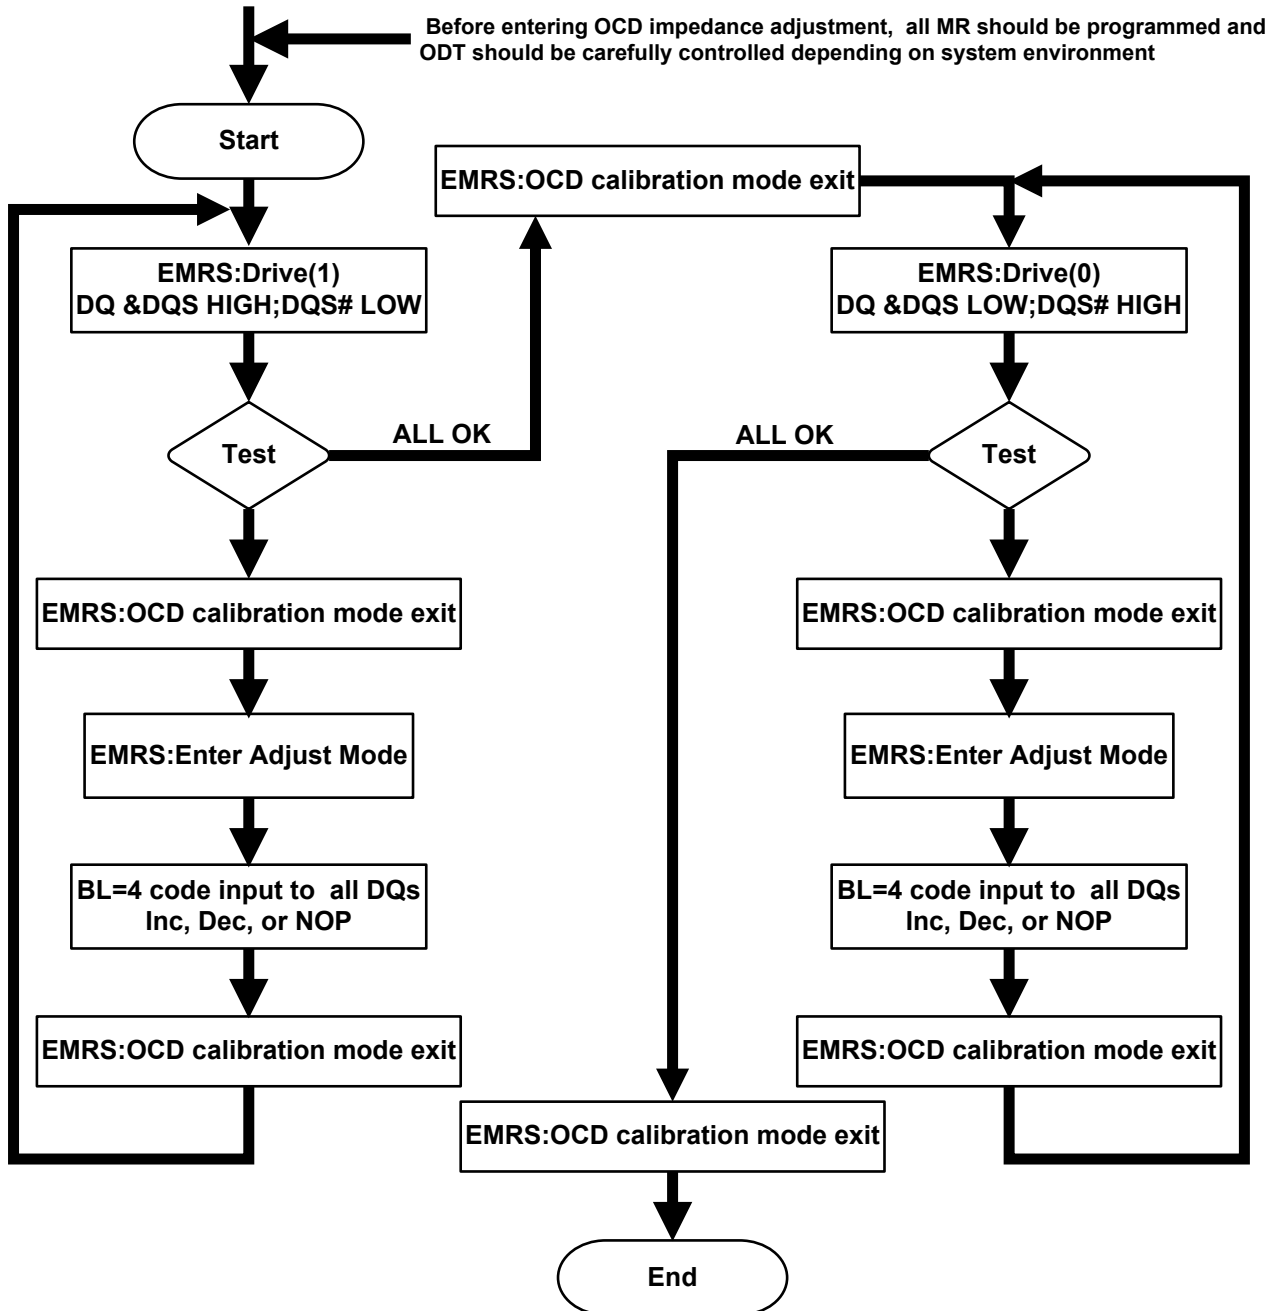 Before entering OCD impedance adjustment, all MR should be programmed and
ODT should be carefully controlled depending on system environment
Start
EMRS:OCD calibration mode exit
EMRS:Drive(1)
DQ &DQS HIGH;DQS# LOW
EMRS:Drive(0)
DQ &DQS LOW;DQS# HIGH
ALL OK
ALL OK
Test
Test
EMRS:OCD calibration mode exit
EMRS:OCD calibration mode exit
EMRS:Enter Adjust Mode
EMRS:Enter Adjust Mode
BL=4 code input to all DQs
Inc, Dec, or NOP
BL=4 code input to all DQs
Inc, Dec, or NOP
EMRS:OCD calibration mode exit
EMRS:OCD calibration mode exit
EMRS:OCD calibration mode exit
End